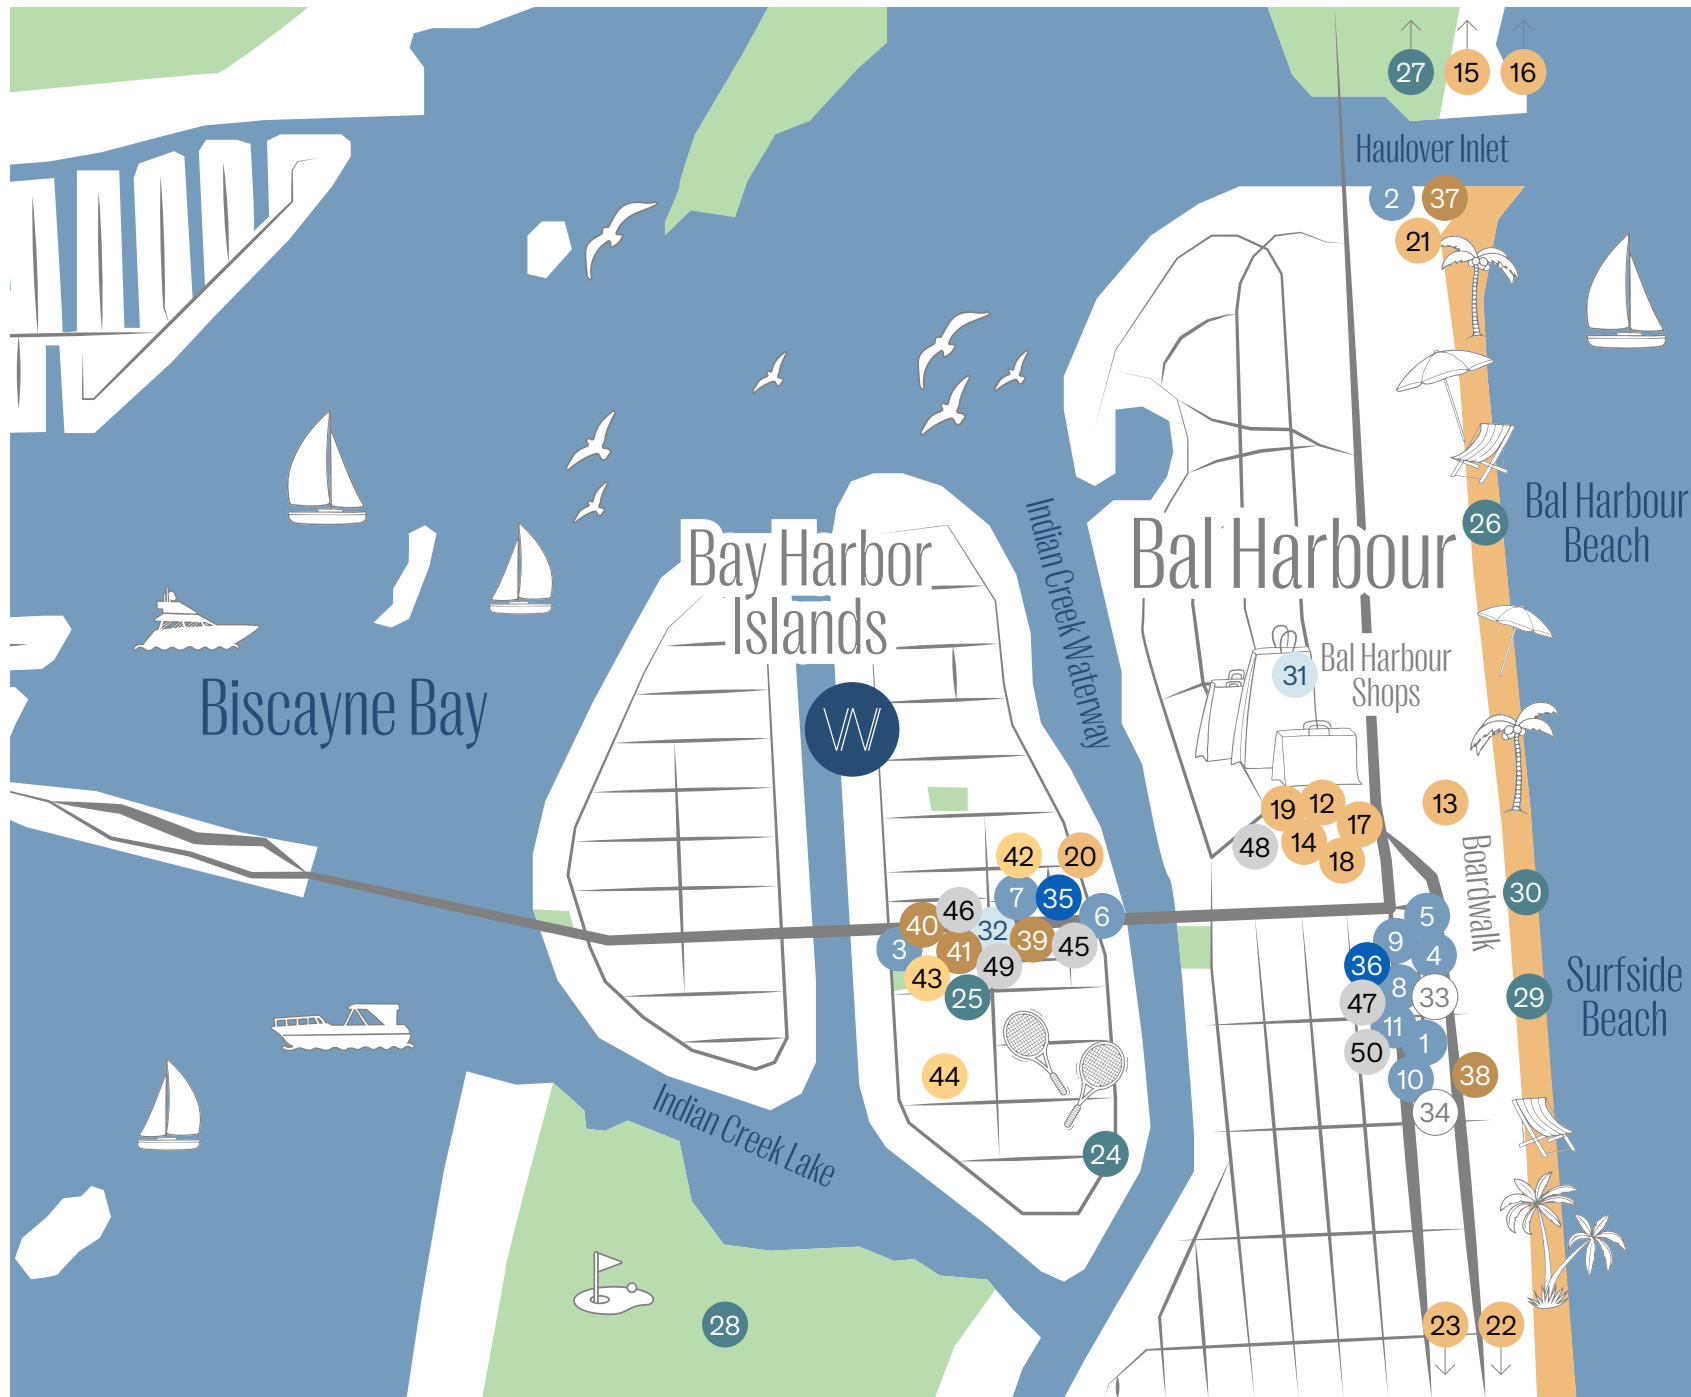 27 15 16
Haulover Inlet
2 37
21
Bal Harbour
Beach
26
Bay Harbor
Islands
Indian Creek Waterway
Bal Harbour
31
Bal Harbour
Shops
Biscayne Bay
W
19 12 13
17
14
48 18
Boardwalk
42 20
7 35
46 6
40 32 39 45
3 41 49
43 25
44
24
30
5
9 4
36 8 33
47
11 1
50
10 38
34
29
Surfside
Beach
Indian Creek Lake
28
23 22